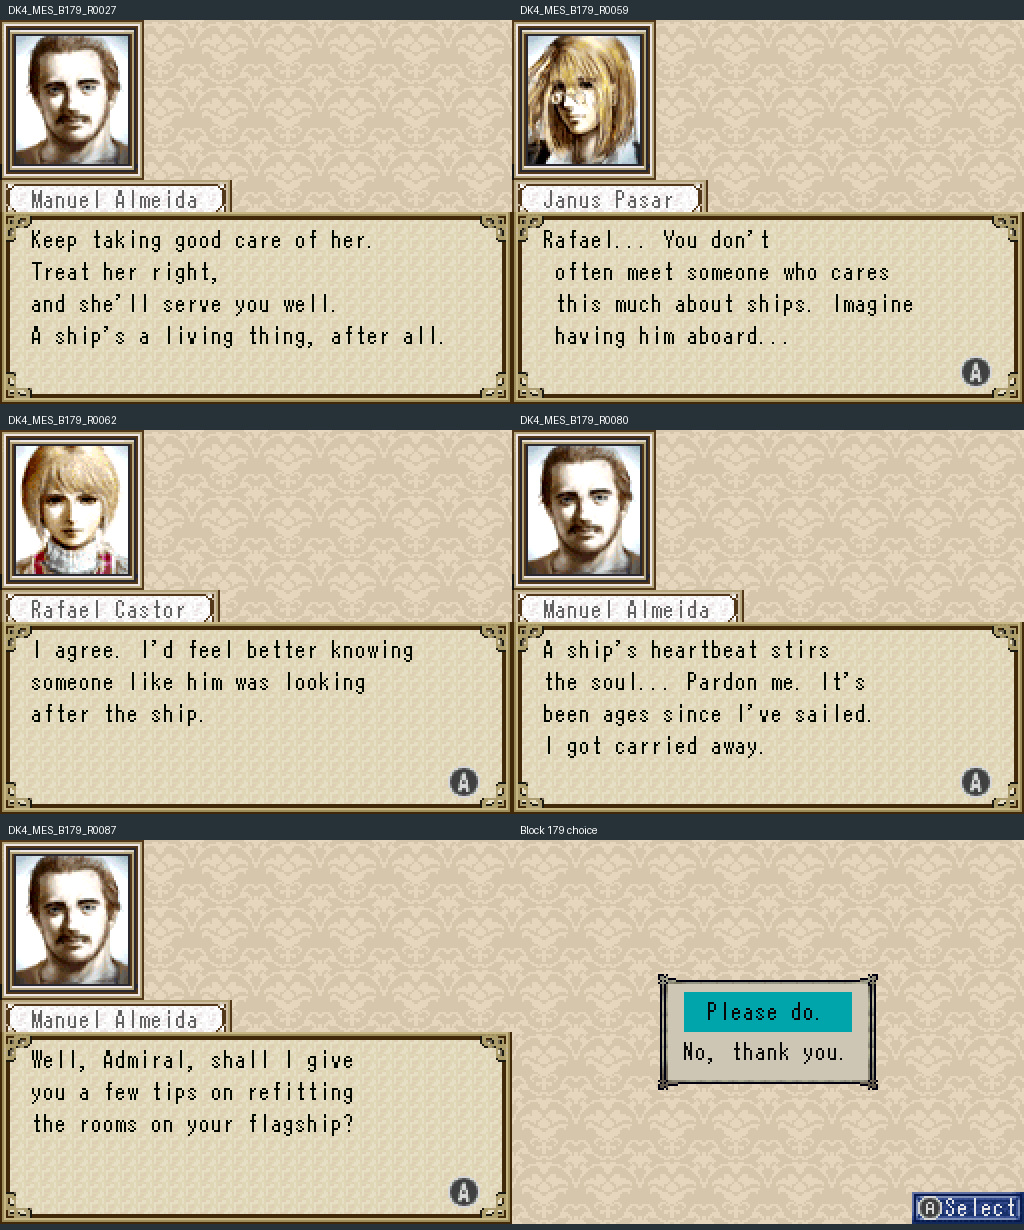 DK4_MES_B179_R0027
Manuel Almeida
Keep taking good care of her.
Treat her right,
and she'll serve you well.
A ship's a living thing, after all.
DK4_MES_B179_R0059
Janus Pasar
Rafael... You don't
often meet someone who cares
this much about ships. Imagine
having him aboard...
A
DK4_MES_B179_R0062
Rafael Castor
I agree. I'd feel better knowing
someone like him was looking
after the ship.
A
DK4_MES_B179_R0080
Manuel Almeida
A ship's heartbeat stirs
the soul... Pardon me. It's
been ages since I've sailed.
I got carried away.
A
DK4_MES_B179_R0087
Manuel Almeida
Well, Admiral, shall I give
you a few tips on refitting
the rooms on your flagship?
A
Block 179 choice
Please do.
No, thank you.
A Select